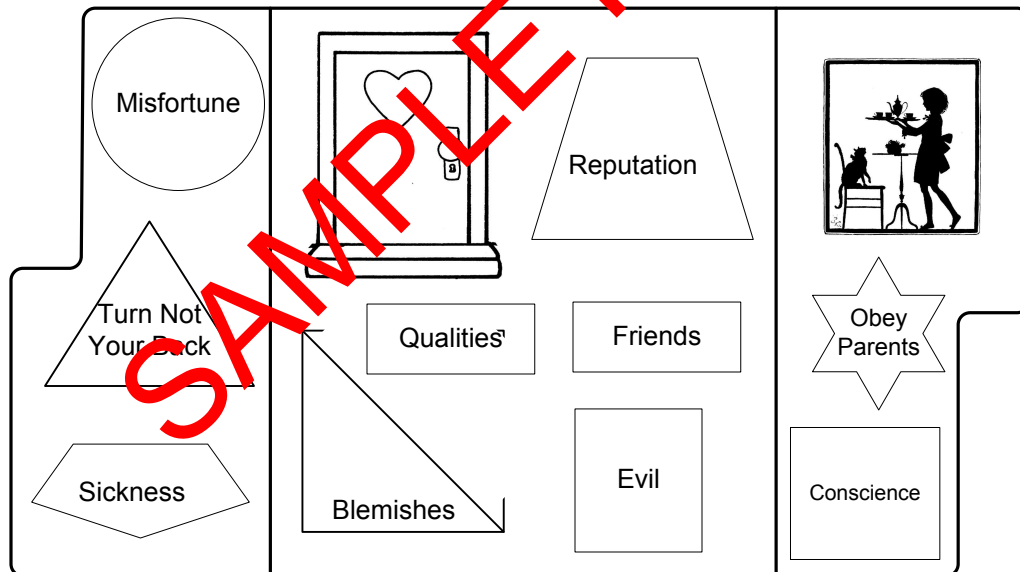 Misfortune
Reputation
Turn Not
Your Back
Qualities
Friends
Obey
Parents
Sickness
Blemishes
Evil
Conscience
SAMPLE